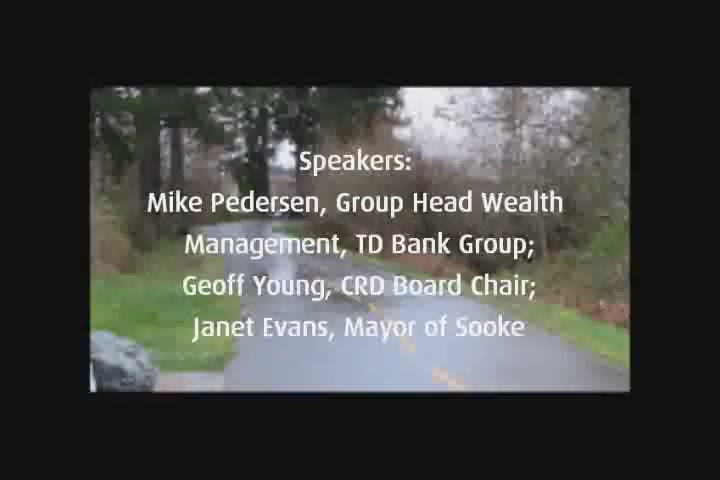 Speakers:
Mike Pedersen, Group Head Wealth
Management, TD Bank Group;
Geoff Young, CRD Board Chair;
Janet Evans, Mayor of Sooke